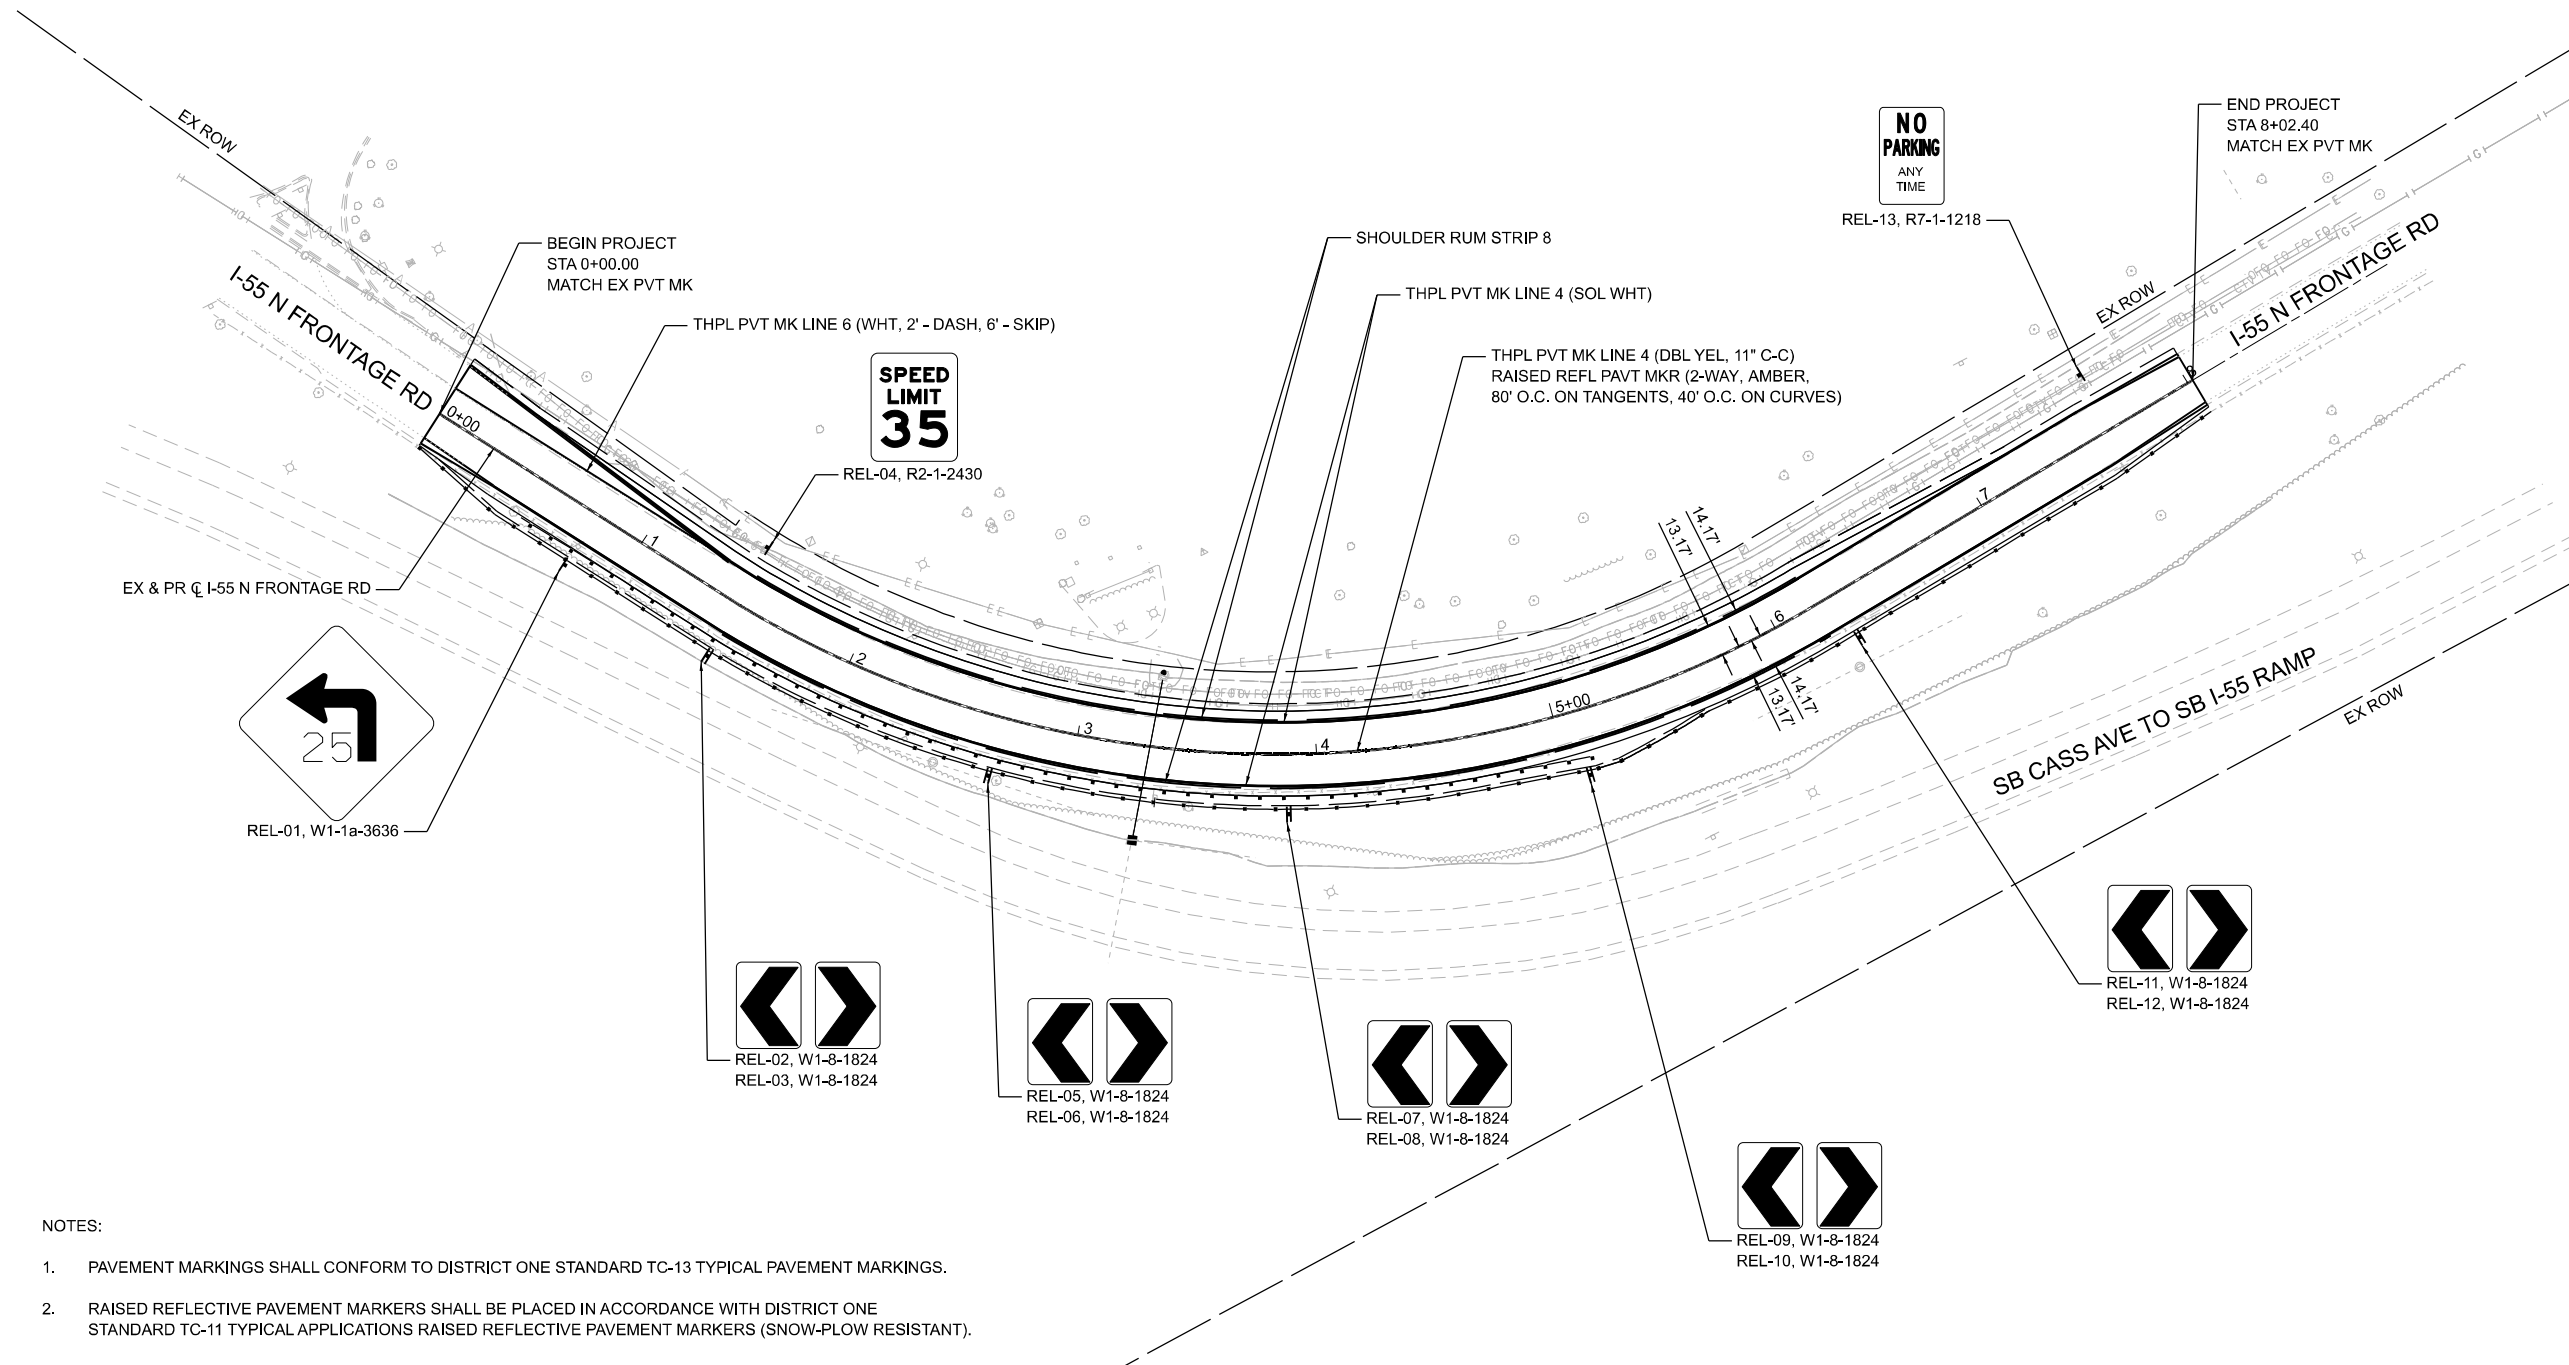 EX ROW
I-55 N FRONTAGE RD
BEGIN PROJECT
STA 0+00.00
MATCH EX PVT MK
THPL PVT MK LINE 6 (WHT, 2' - DASH, 6' - SKIP)
SPEED
LIMIT
35
REL-04, R2-1-2430
SHOULDER RUM STRIP 8
THPL PVT MK LINE 4 (SOL WHT)
THPL PVT MK LINE 4 (DBL YEL, 11" C-C)
RAISED REFL PAVT MKR (2-WAY, AMBER,
80' O.C. ON TANGENTS, 40' O.C. ON CURVES)
NO
PARKING
ANY
TIME
REL-13, R7-1-1218
END PROJECT
STA 8+02.40
MATCH EX PVT MK
EX ROW
I-55 N FRONTAGE RD
0+00
1
2
3
4
5+00
6
7
8
13.17'
14.17'
13.17'
14.17'
EX & PR ℄ I-55 N FRONTAGE RD
25
REL-01, W1-1a-3636
SB CASS AVE TO SB I-55 RAMP
EX ROW
REL-02, W1-8-1824
REL-03, W1-8-1824
REL-05, W1-8-1824
REL-06, W1-8-1824
REL-07, W1-8-1824
REL-08, W1-8-1824
REL-09, W1-8-1824
REL-10, W1-8-1824
REL-11, W1-8-1824
REL-12, W1-8-1824
NOTES:
1. PAVEMENT MARKINGS SHALL CONFORM TO DISTRICT ONE STANDARD TC-13 TYPICAL PAVEMENT MARKINGS.
2. RAISED REFLECTIVE PAVEMENT MARKERS SHALL BE PLACED IN ACCORDANCE WITH DISTRICT ONE
STANDARD TC-11 TYPICAL APPLICATIONS RAISED REFLECTIVE PAVEMENT MARKERS (SNOW-PLOW RESISTANT).